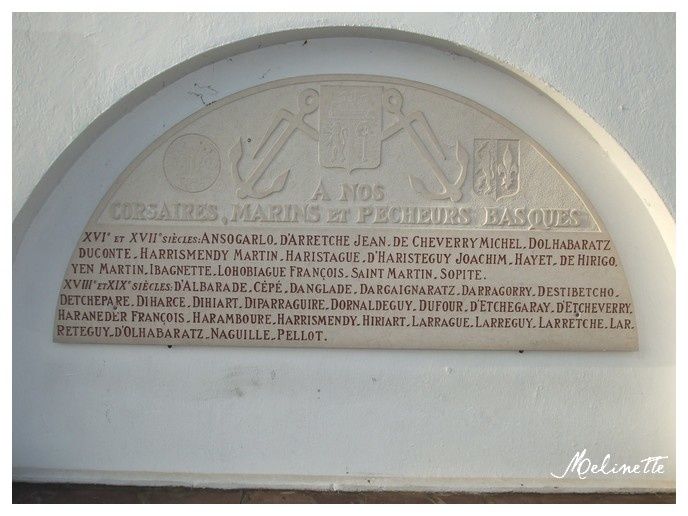 A NOS
CORSAIRES, MARINS ET PECHEURS BASQUES
XVIᵉ ET XVIIᵉ SIÈCLES: ANSOGARLO. D'ARRETCHE JEAN. DE CHEVERRY MICHEL. DOLHABARATZ
DUCONTE. HARRISMENDY MARTIN. HARISTAGUE. D'HARISTEGUY JOACHIM. HAYET. DE HIRIGO.
YEN MARTIN. IBAGNETTE. LOHOBIAGUE FRANÇOIS. SAINT MARTIN. SOPITE.
XVIIIᵉ ET XIXᵉ SIÈCLES. D'ALBARADE. CÉPÉ. DANGLADE. DARGAIGNARATZ. DARRAGORRY. DESTIBETCHO.
DETCHEPARE. DIHARCE. DIHIART. DIPARRAGUIRE. DORNALDEGUY. DUFOUR. D'ETCHEGARAY. D'ETCHEVERRY.
HARANEDER FRANÇOIS. HARAMBOURE. HARRISMENDY. HIRIART. LARRAGUE. LARREGUY. LARRETCHE. LAR.
RETEGUY. D'OLHABARATZ. NAGUILLE. PELLOT.
Melinette